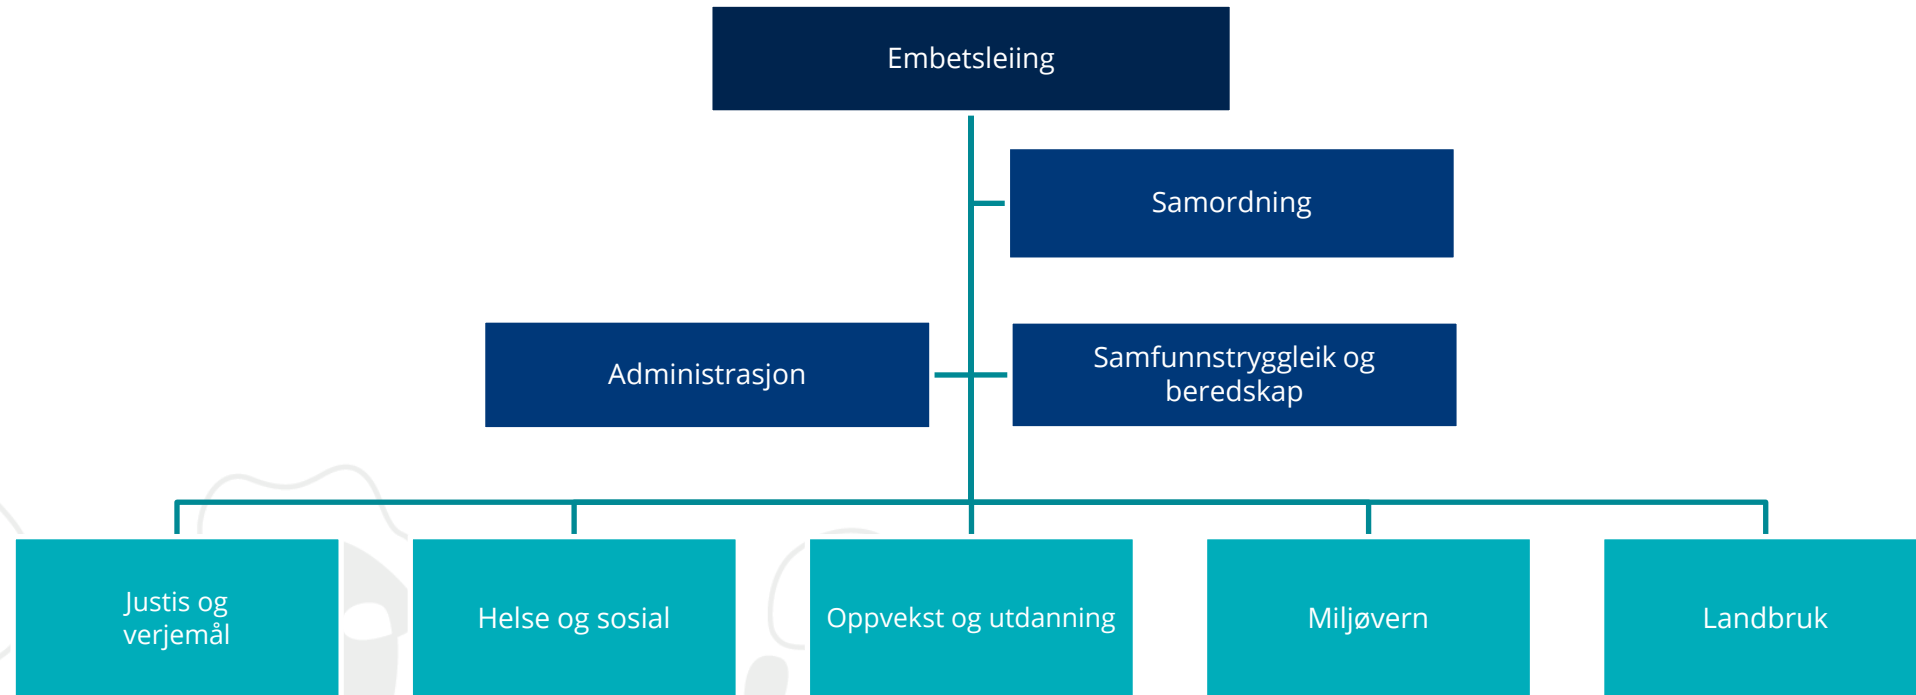 Embetsleiing
Samordning
Administrasjon
Samfunnstryggleik og
beredskap
Justis og
verjemål
Helse og sosial
Oppvekst og utdanning
Miljøvern
Landbruk